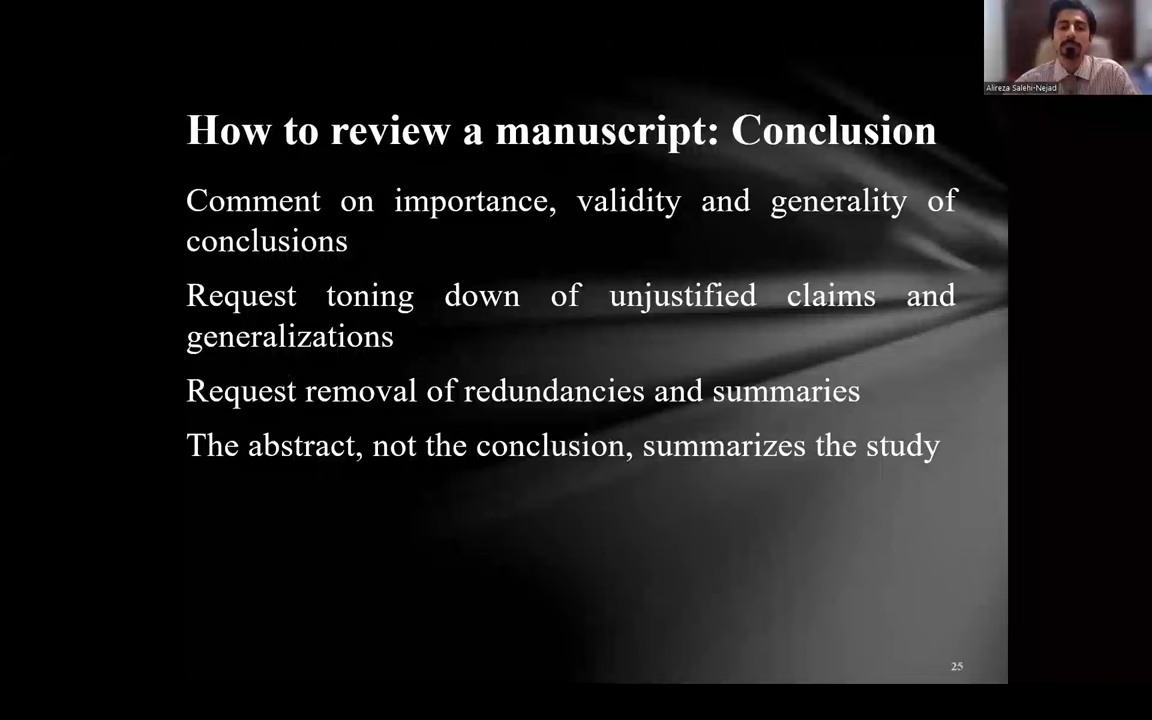 Alireza Salehi-Nejad
How to review a manuscript: Conclusion
Comment on importance, validity and generality of
conclusions
Request toning down of unjustified claims and
generalizations
Request removal of redundancies and summaries
The abstract, not the conclusion, summarizes the study
25